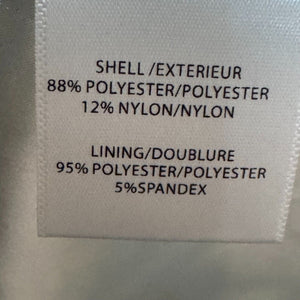 SHELL /EXTERIEUR
88% POLYESTER/POLYESTER
12% NYLON/NYLON
LINING/DOUBLURE
95% POLYESTER/POLYESTER
5%SPANDEX